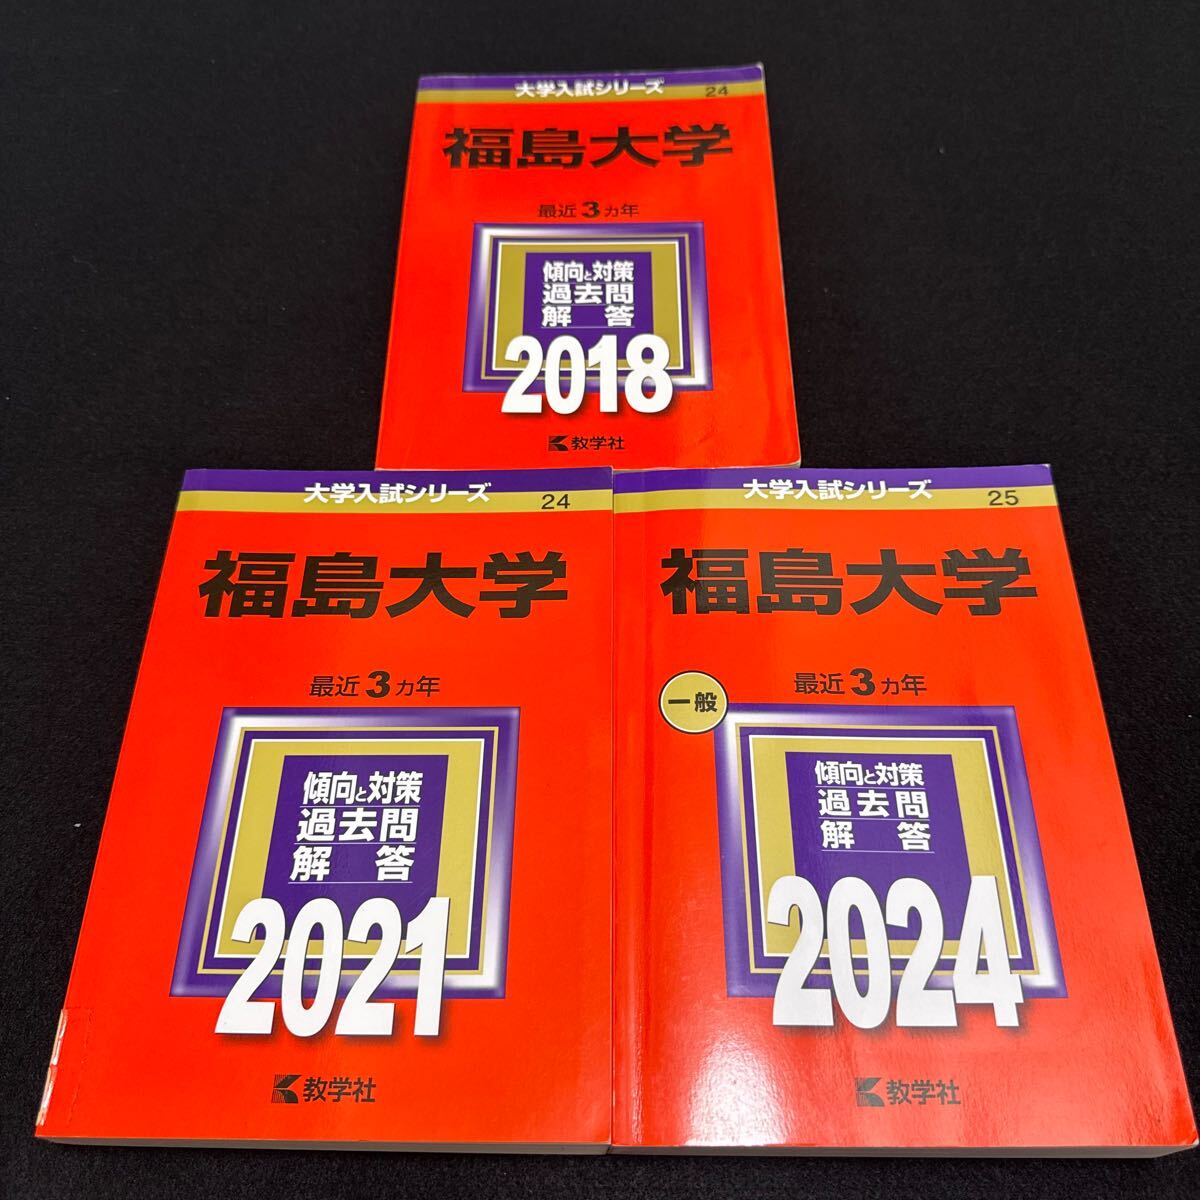 大学入試シリーズ
24
福島大学
最近3カ年
傾向と対策
過去問
解答
2018
教学社
大学入試シリーズ
24
福島大学
最近3カ年
傾向と対策
過去問
解答
2021
教学社
大学入試シリーズ
25
福島大学
一般
最近3カ年
傾向と対策
過去問
解答
2024
教学社